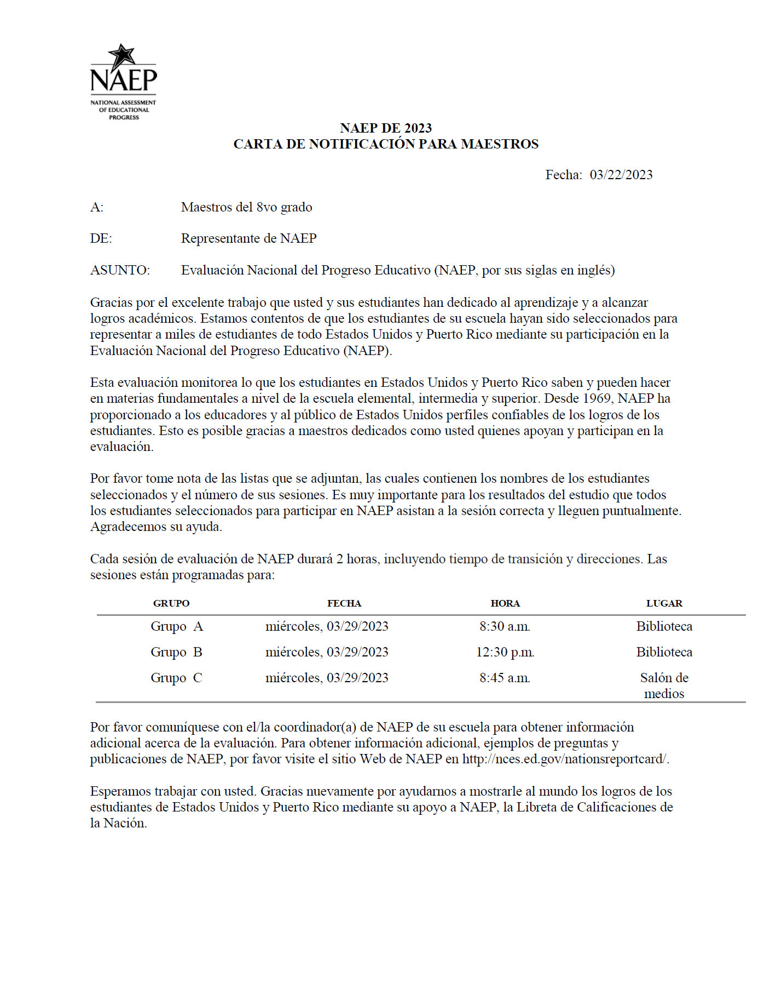 NAEP
NATIONAL ASSESSMENT
OF EDUCATIONAL
PROGRESS
NAEP DE 2023
CARTA DE NOTIFICACIÓN PARA MAESTROS
Fecha: 03/22/2023
A: Maestros del 8vo grado
DE: Representante de NAEP
ASUNTO: Evaluación Nacional del Progreso Educativo (NAEP, por sus siglas en inglés)
Gracias por el excelente trabajo que usted y sus estudiantes han dedicado al aprendizaje y a alcanzar
logros académicos. Estamos contentos de que los estudiantes de su escuela hayan sido seleccionados para
representar a miles de estudiantes de todo Estados Unidos y Puerto Rico mediante su participación en la
Evaluación Nacional del Progreso Educativo (NAEP).
Esta evaluación monitorea lo que los estudiantes en Estados Unidos y Puerto Rico saben y pueden hacer
en materias fundamentales a nivel de la escuela elemental, intermedia y superior. Desde 1969, NAEP ha
proporcionado a los educadores y al público de Estados Unidos perfiles confiables de los logros de los
estudiantes. Esto es posible gracias a maestros dedicados como usted quienes apoyan y participan en la
evaluación.
Por favor tome nota de las listas que se adjuntan, las cuales contienen los nombres de los estudiantes
seleccionados y el número de sus sesiones. Es muy importante para los resultados del estudio que todos
los estudiantes seleccionados para participar en NAEP asistan a la sesión correcta y lleguen puntualmente.
Agradecemos su ayuda.
Cada sesión de evaluación de NAEP durará 2 horas, incluyendo tiempo de transición y direcciones. Las
sesiones están programadas para:
GRUPO FECHA HORA LUGAR
Grupo A miércoles, 03/29/2023 8:30 a.m. Biblioteca
Grupo B miércoles, 03/29/2023 12:30 p.m. Biblioteca
Grupo C miércoles, 03/29/2023 8:45 a.m. Salón de
medios
Por favor comuníquese con el/la coordinador(a) de NAEP de su escuela para obtener información
adicional acerca de la evaluación. Para obtener información adicional, ejemplos de preguntas y
publicaciones de NAEP, por favor visite el sitio Web de NAEP en http://nces.ed.gov/nationsreportcard/.
Esperamos trabajar con usted. Gracias nuevamente por ayudarnos a mostrarle al mundo los logros de los
estudiantes de Estados Unidos y Puerto Rico mediante su apoyo a NAEP, la Libreta de Calificaciones de
la Nación.